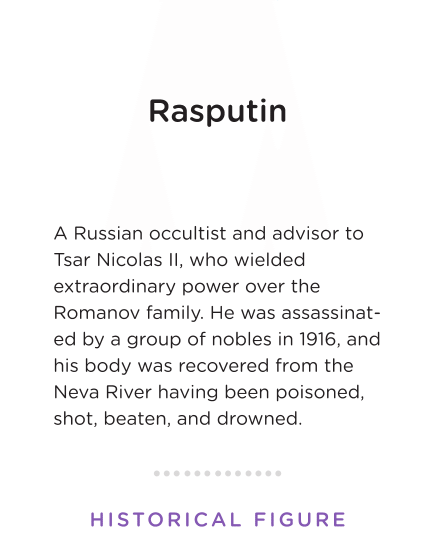 Rasputin
A Russian occultist and advisor to
Tsar Nicolas II, who wielded
extraordinary power over the
Romanov family. He was assassinat-
ed by a group of nobles in 1916, and
his body was recovered from the
Neva River having been poisoned,
shot, beaten, and drowned.
HISTORICAL FIGURE